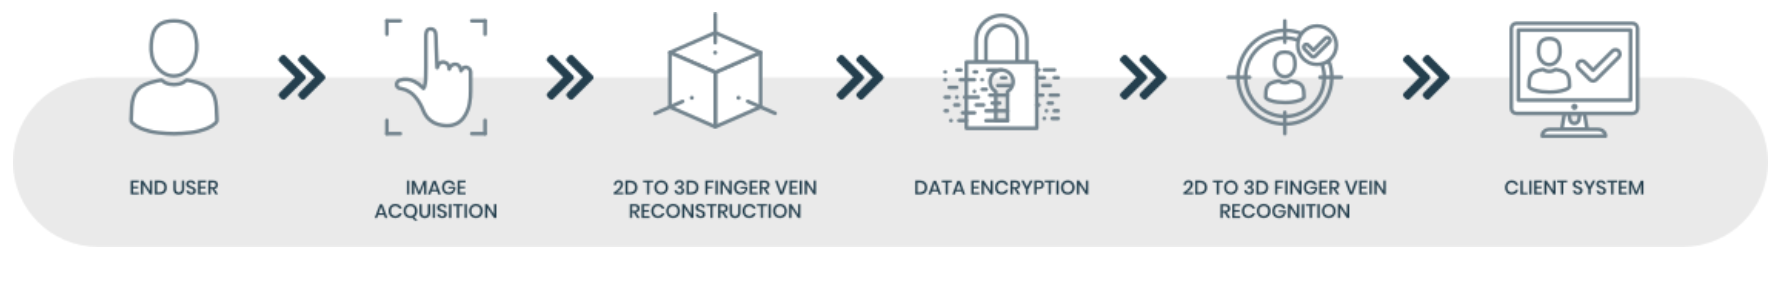 END USER
IMAGE
ACQUISITION
2D TO 3D FINGER VEIN
RECONSTRUCTION
DATA ENCRYPTION
2D TO 3D FINGER VEIN
RECOGNITION
CLIENT SYSTEM